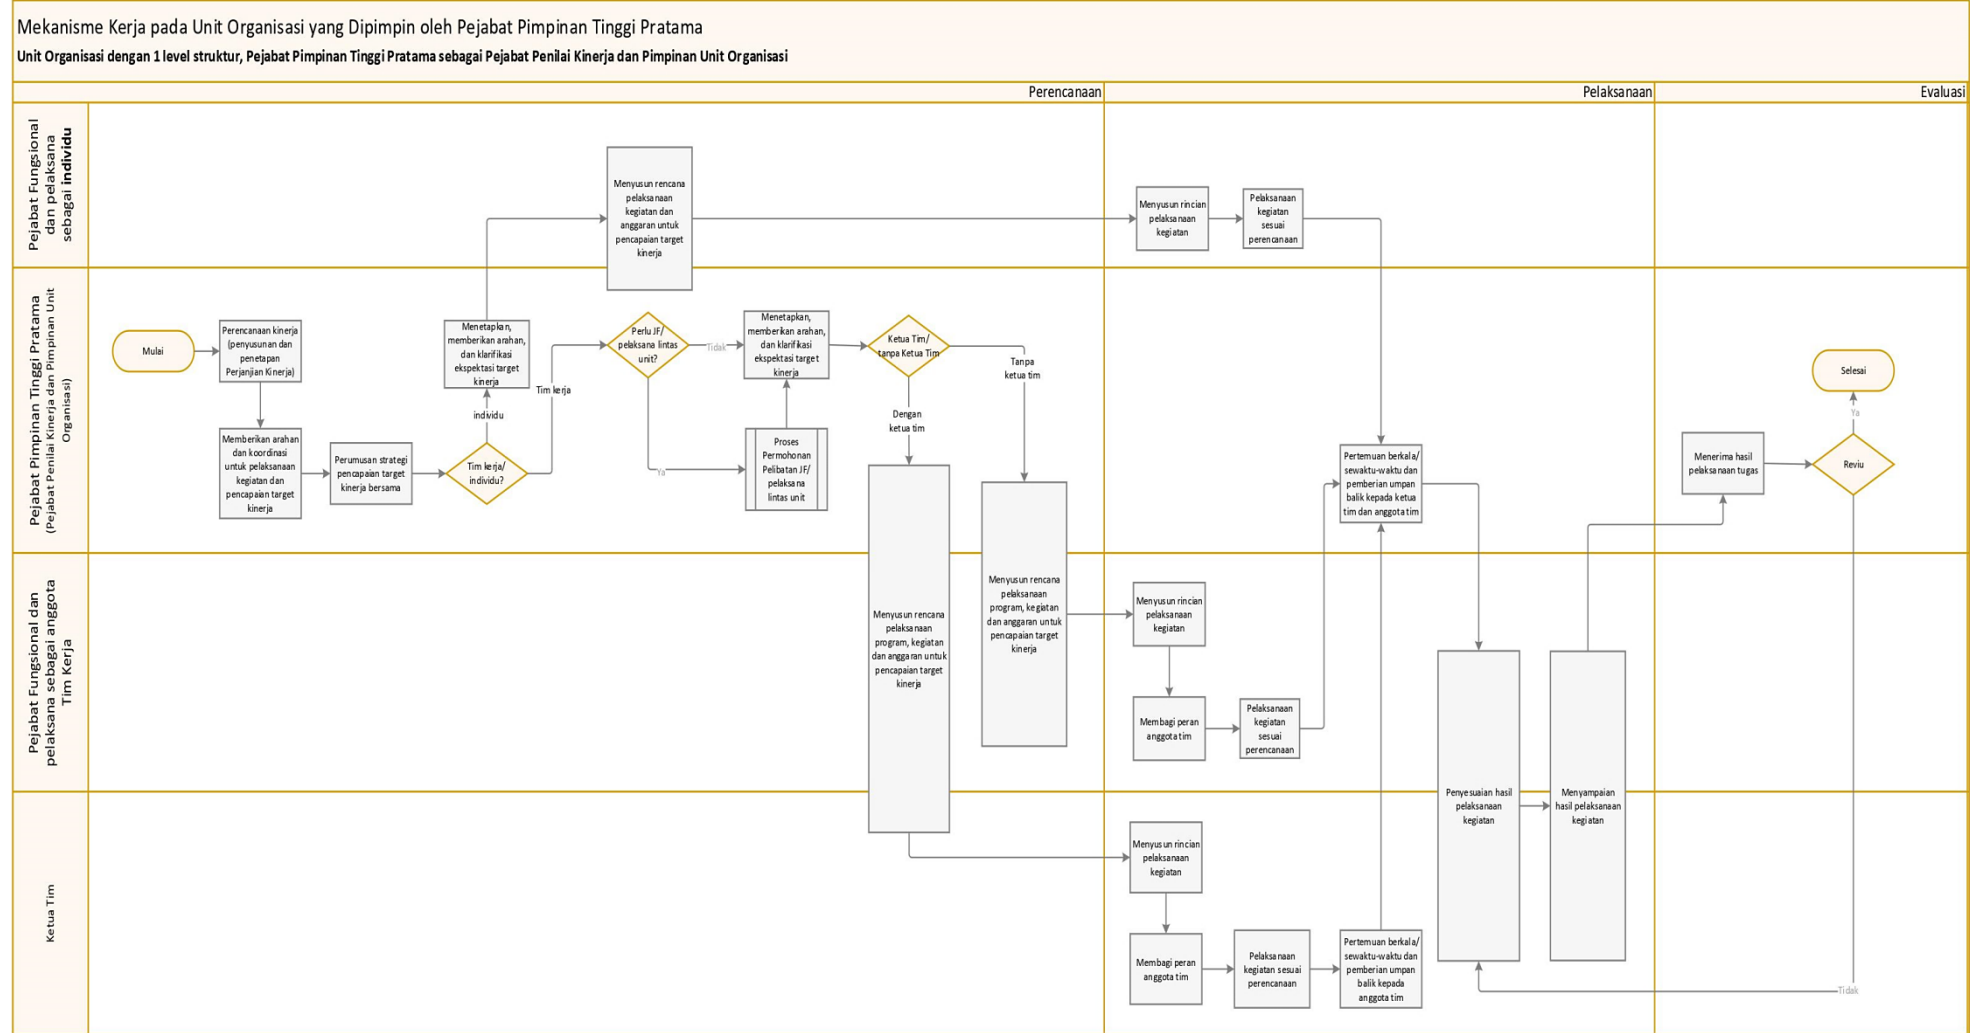 Mekanisme Kerja pada Unit Organisasi yang Dipimpin oleh Pejabat Pimpinan Tinggi Pratama
Unit Organisasi dengan 1 level struktur, Pejabat Pimpinan Tinggi Pratama sebagai Pejabat Penilai Kinerja dan Pimpinan Unit Organisasi
Perencanaan
Pelaksanaan
Evaluasi
Pejabat Fungsional
dan pelaksana
sebagai individu
Menyusun rencana
pelaksanaan
kegiatan dan
anggaran untuk
pencapaian target
kinerja
Menyusun rincian
pelaksanaan
kegiatan
Pelaksanaan
kegiatan
sesuai
perencanaan
Pejabat Pimpinan Tinggi Pratama
(Pejabat Penilai Kinerja dan Pimpinan Unit
Organisasi)
Mulai
Perencanaan kinerja
(penyusunan dan
penetapan
Perjanjian Kinerja)
Memberikan arahan
dan koordinasi
untuk pelaksanaan
kegiatan dan
pencapaian target
kinerja
Perumusan strategi
pencapaian target
kinerja bersama
Tim kerja/
individu?
individu
Menetapkan,
memberikan arahan,
dan klarifikasi
ekspektasi target
kinerja
Tim kerja
Perlu JF/
pelaksana lintas
unit?
Tidak
Ya
Proses
Permohonan
Pelibatan JF/
pelaksana
lintas unit
Menetapkan,
memberikan arahan,
dan klarifikasi
ekspektasi target
kinerja
Ketua Tim/
tanpa Ketua Tim
Dengan
ketua tim
Tanpa
ketua tim
Pertemuan berkala/
sewaktu-waktu dan
pemberian umpan
balik kepada ketua
tim dan anggota tim
Menerima hasil
pelaksanaan tugas
Reviu
Ya
Selesai
Pejabat Fungsional dan
pelaksana sebagai anggota
Tim Kerja
Menyusun rencana
pelaksanaan
program, kegiatan
dan anggaran untuk
pencapaian target
kinerja
Menyusun rencana
pelaksanaan
program, kegiatan
dan anggaran untuk
pencapaian target
kinerja
Menyusun rincian
pelaksanaan
kegiatan
Membagi peran
anggota tim
Pelaksanaan
kegiatan
sesuai
perencanaan
Penyesuaian hasil
pelaksanaan
kegiatan
Menyampaian
hasil pelaksanaan
kegiatan
Ketua Tim
Menyusun rincian
pelaksanaan
kegiatan
Membagi peran
anggota tim
Pelaksanaan
kegiatan sesuai
perencanaan
Pertemuan berkala/
sewaktu-waktu dan
pemberian umpan
balik kepada
anggota tim
Tidak